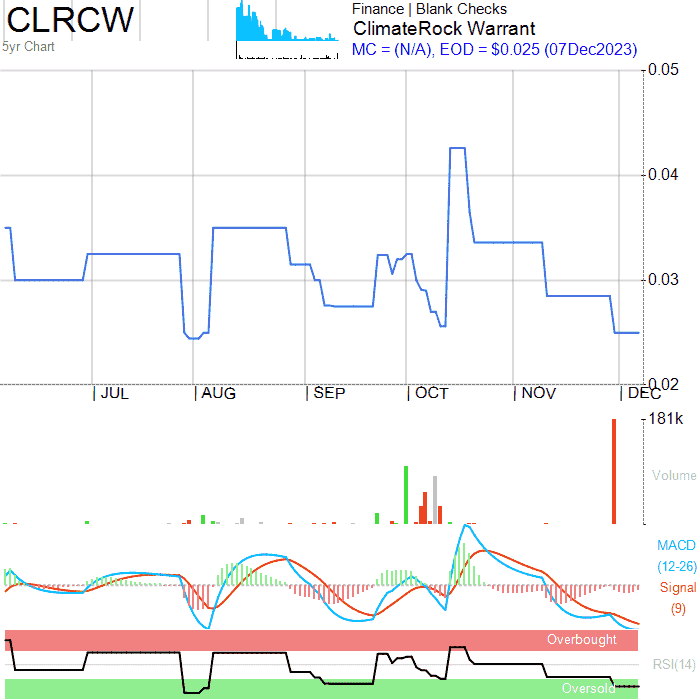 CLRCW
5yr Chart
Finance | Blank Checks
ClimateRock Warrant
MC = (N/A), EOD = $0.025 (07Dec2023)
0.05
0.04
0.03
0.02
| JUL | AUG | SEP | OCT | NOV | DEC
181k
Volume
MACD
(12-26)
Signal
(9)
Overbought
RSI(14)
Oversold